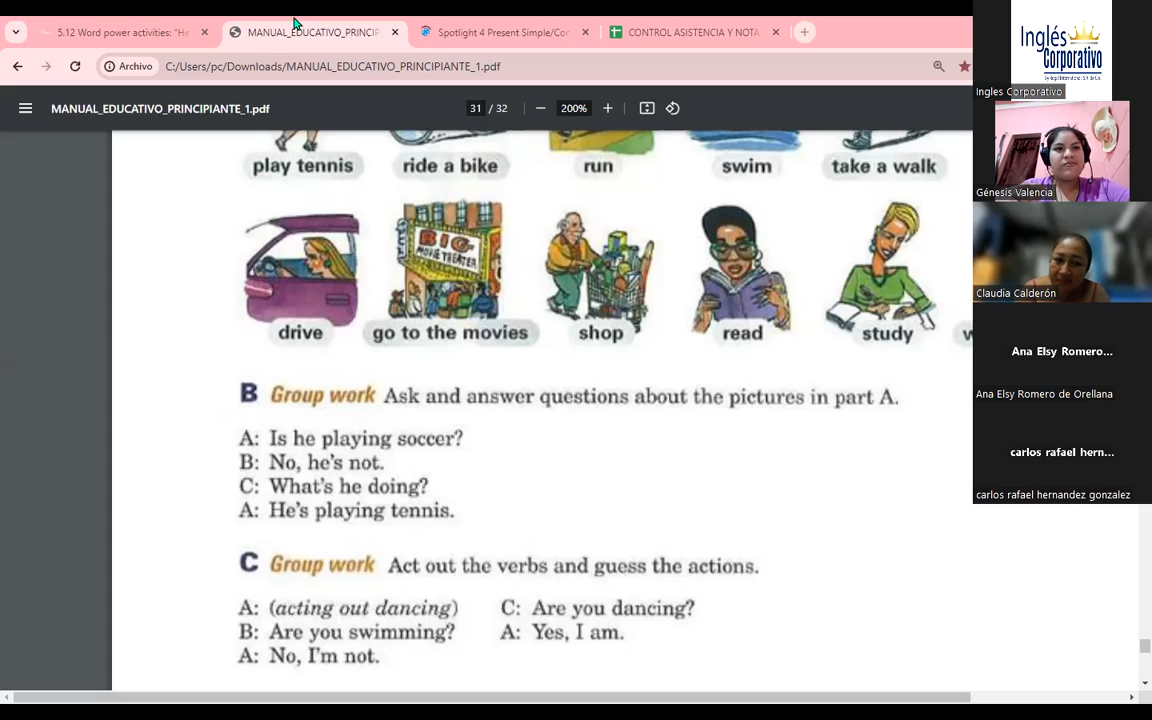 5.12 Word power activities: "He
MANUAL_EDUCATIVO_PRINCIP
Spotlight 4 Present Simple/Con
CONTROL ASISTENCIA Y NOTA
Archivo
C:/Users/pc/Downloads/MANUAL_EDUCATIVO_PRINCIPIANTE_1.pdf
MANUAL_EDUCATIVO_PRINCIPIANTE_1.pdf
31 / 32
200%
play tennis
ride a bike
run
swim
take a walk
BIG
MOVIE THEATER
drive
go to the movies
shop
read
study
w
B Group work Ask and answer questions about the pictures in part A.
A: Is he playing soccer?
B: No, he's not.
C: What's he doing?
A: He's playing tennis.
C Group work Act out the verbs and guess the actions.
A: (acting out dancing)
B: Are you swimming?
A: No, I'm not.
C: Are you dancing?
A: Yes, I am.
Inglés
Corporativo
Ingles Corporativo
Génesis Valencia
Claudia Calderón
Ana Elsy Romero...
Ana Elsy Romero de Orellana
carlos rafael hern...
carlos rafael hernandez gonzalez